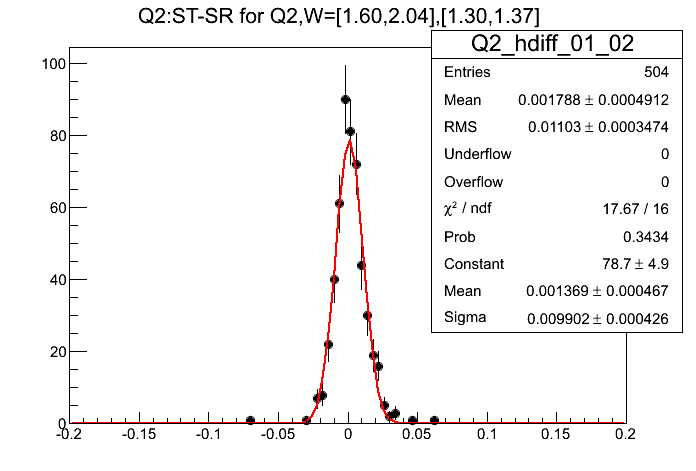 Q2:ST-SR for Q2,W=[1.60,2.04],[1.30,1.37]
Q2_hdiff_01_02
Entries 504
Mean 0.001788 ± 0.0004912
RMS 0.01103 ± 0.0003474
Underflow 0
Overflow 0
χ² / ndf 17.67 / 16
Prob 0.3434
Constant 78.7 ± 4.9
Mean 0.001369 ± 0.000467
Sigma 0.009902 ± 0.000426
100
80
60
40
20
0
-0.2 -0.15 -0.1 -0.05 0 0.05 0.1 0.15 0.2